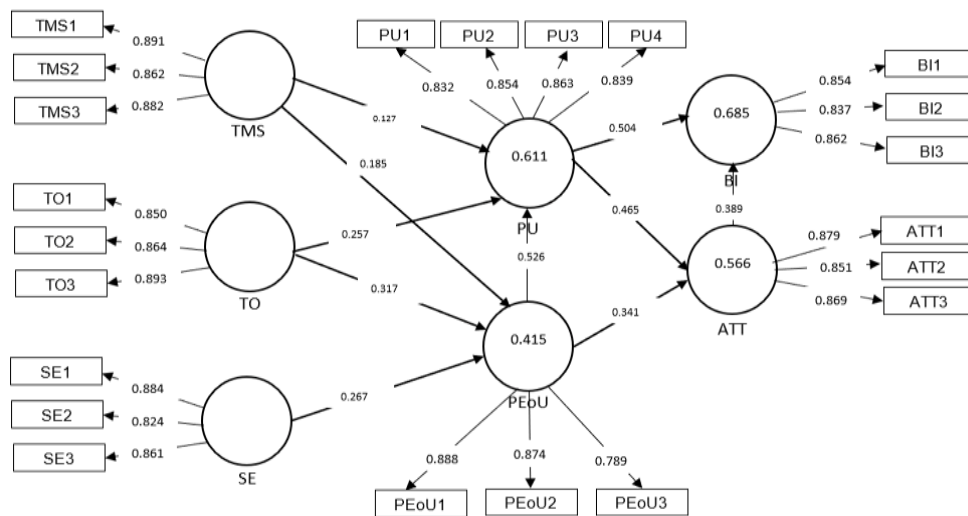 TMS1
0.891
TMS2
0.862
TMS3
0.882
TMS
PU1
PU2
PU3
PU4
0.832
0.854
0.863
0.839
0.611
PU
0.127
0.185
0.504
0.465
0.685
BI
0.854
0.837
0.862
BI1
BI2
BI3
TO1
0.850
TO2
0.864
TO3
0.893
TO
0.257
0.317
0.526
0.389
0.566
ATT
0.879
0.851
0.869
ATT1
ATT2
ATT3
0.415
PEoU
0.341
SE1
0.884
SE2
0.824
SE3
0.861
SE
0.267
0.888
0.874
0.789
PEoU1
PEoU2
PEoU3